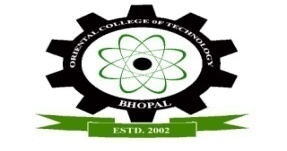 ORIENTAL COLLEGE OF TECHNOLOGY
BHOPAL
ESTD. 2002